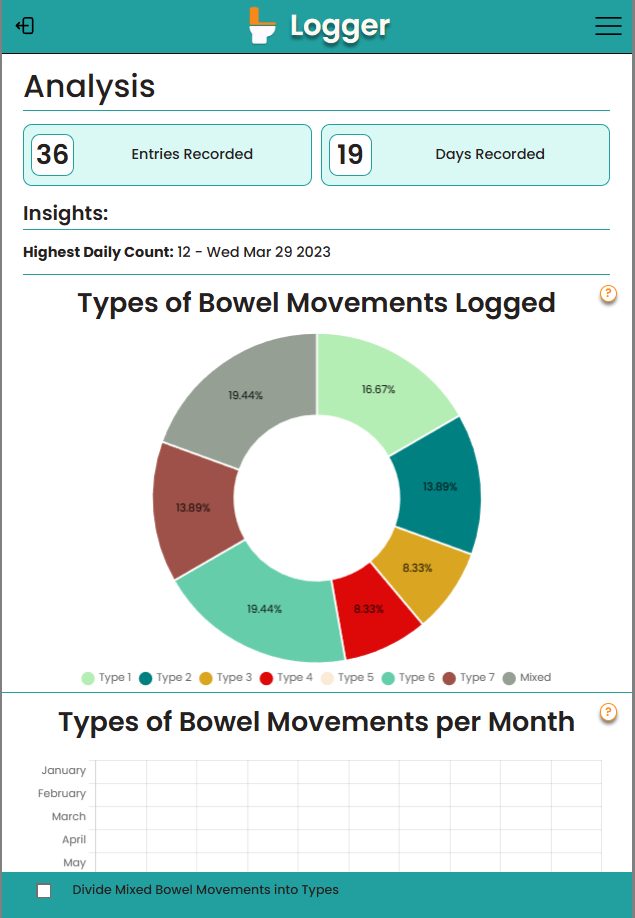 Logger
Analysis
36 Entries Recorded
19 Days Recorded
Insights:
Highest Daily Count: 12 - Wed Mar 29 2023
Types of Bowel Movements Logged
?
19.44%
16.67%
13.89%
13.89%
8.33%
19.44%
8.33%
Type 1 Type 2 Type 3 Type 4 Type 5 Type 6 Type 7 Mixed
Types of Bowel Movements per Month
?
January
February
March
April
May
Divide Mixed Bowel Movements into Types